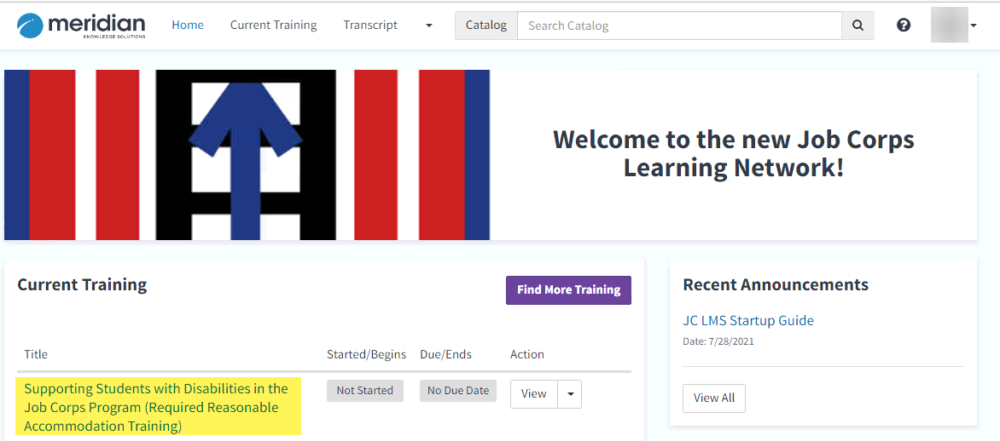 meridian
KNOWLEDGE SOLUTIONS
Home
Current Training
Transcript
Catalog
Search Catalog
Welcome to the new Job Corps
Learning Network!
Current Training
Find More Training
Title
Started/Begins
Due/Ends
Action
Supporting Students with Disabilities in the
Job Corps Program (Required Reasonable
Accommodation Training)
Not Started
No Due Date
View
Recent Announcements
JC LMS Startup Guide
Date: 7/28/2021
View All